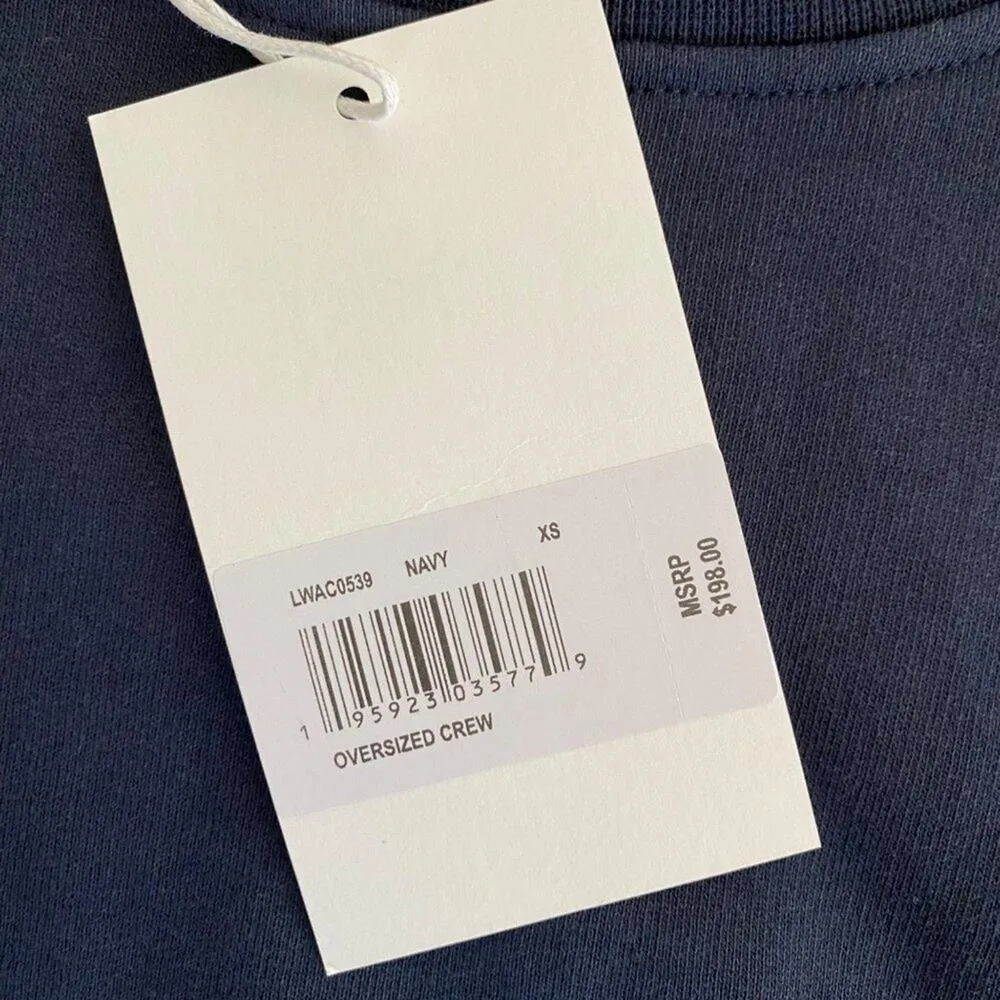 LWAC0539 NAVY XS
1 95923 03577 9
OVERSIZED CREW
MSRP
$198.00